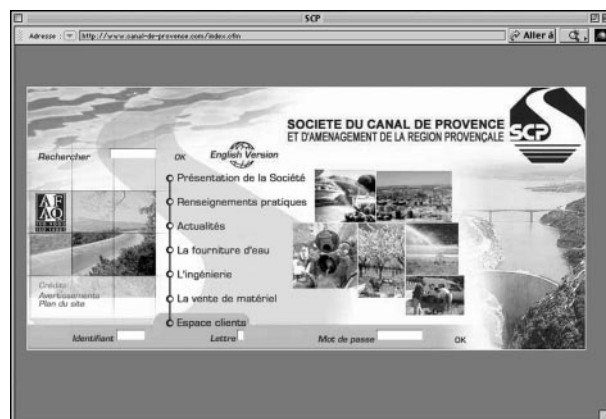 SCP
Adresse : http://www.canal-de-provence.com/index.cfm
Aller à
SOCIETE DU CANAL DE PROVENCE
ET D'AMENAGEMENT DE LA REGION PROVENÇALE
SCP
Rechercher OK English Version
Présentation de la Société
Renseignements pratiques
Actualités
La fourniture d'eau
L'ingénierie
La vente de matériel
Espace clients
AFAQ
Crédits
Avertissements
Plan du site
Identifiant Lettre Mot de passe OK